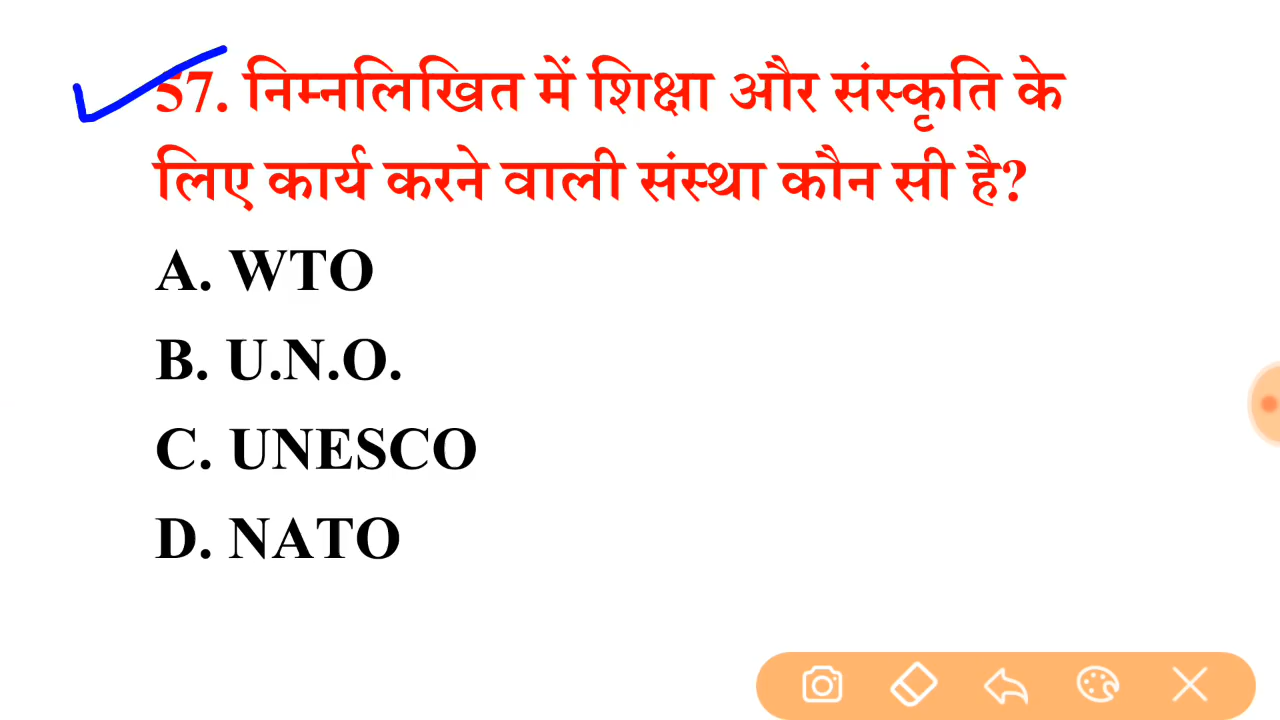 57. निम्नलिखित में शिक्षा और संस्कृति के
लिए कार्य करने वाली संस्था कौन सी है?
A. WTO
B. U.N.O.
C. UNESCO
D. NATO